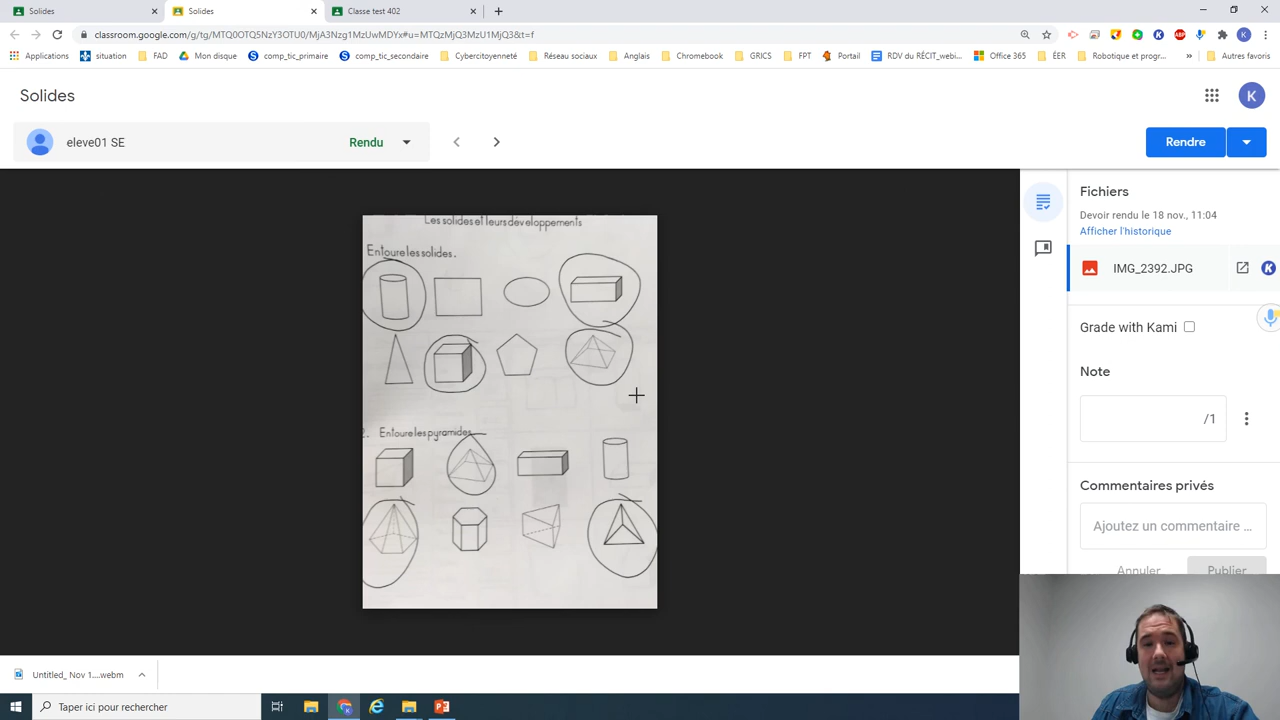 Solides
Solides
Classe test 402
classroom.google.com/g/tg/MTQ0OTQ5NzY3OTU0/MjA3Nzg1MzUwMDYx#u=MTQzMjQ3MzU1MjQ3&t=f
Applications situation FAD Mon disque comp_tic_primaire comp_tic_secondaire Cybercitoyenneté Réseau sociaux Anglais Chromebook GRICS FPT Portail RDV du RÉCIT_webi... Office 365 ÉER Robotique et progr... » Autres favoris
Solides
K
eleve01 SE Rendu
Rendre
Les solides et leurs développements
Entoure les solides.
2. Entoure les pyramides
Fichiers
Devoir rendu le 18 nov., 11:04
Afficher l'historique
IMG_2392.JPG
Grade with Kami
Note
/1
Commentaires privés
Ajoutez un commentaire ...
Annuler Publier
Untitled_ Nov 1....webm
Taper ici pour rechercher